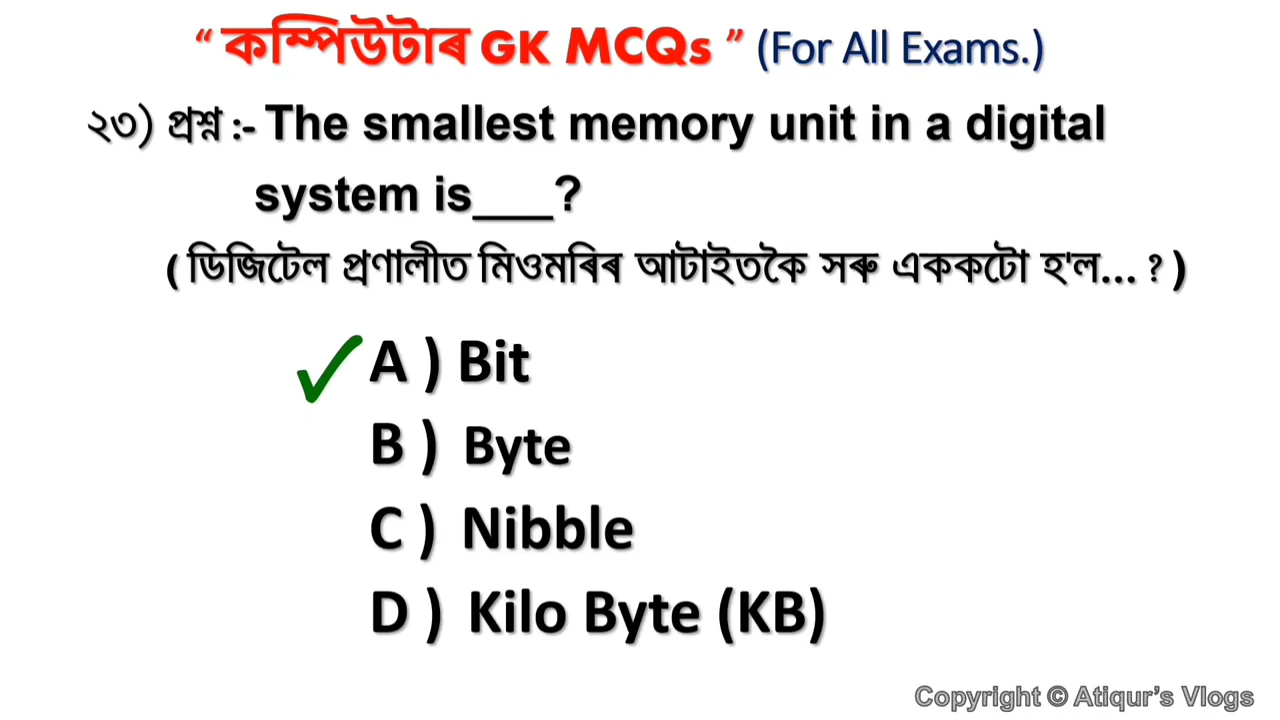 “ কম্পিউটাৰ GK MCQs ” (For All Exams.)
২৩) প্ৰশ্ন :- The smallest memory unit in a digital
system is___?
( ডিজিটেল প্ৰণালীত মিওমৰিৰ আটাইতকৈ সৰু এককটো হ'ল... ? )
A ) Bit
B ) Byte
C ) Nibble
D ) Kilo Byte (KB)
Copyright © Atiqur’s Vlogs